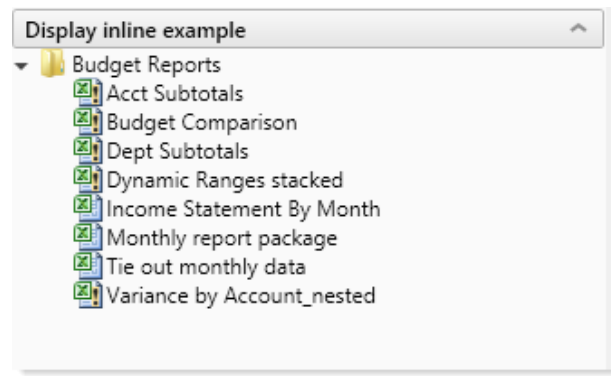 Display inline example
Budget Reports
Acct Subtotals
Budget Comparison
Dept Subtotals
Dynamic Ranges stacked
Income Statement By Month
Monthly report package
Tie out monthly data
Variance by Account_nested